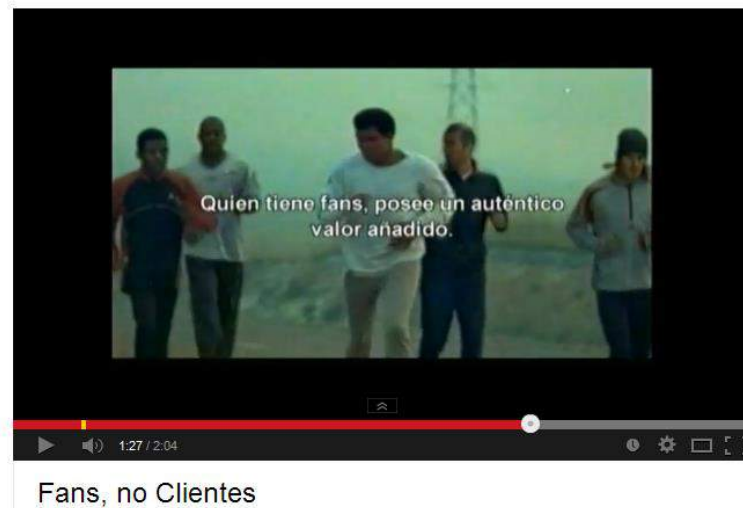 Quien tiene fans, posee un auténtico
valor añadido.
1:27 / 2:04
Fans, no Clientes